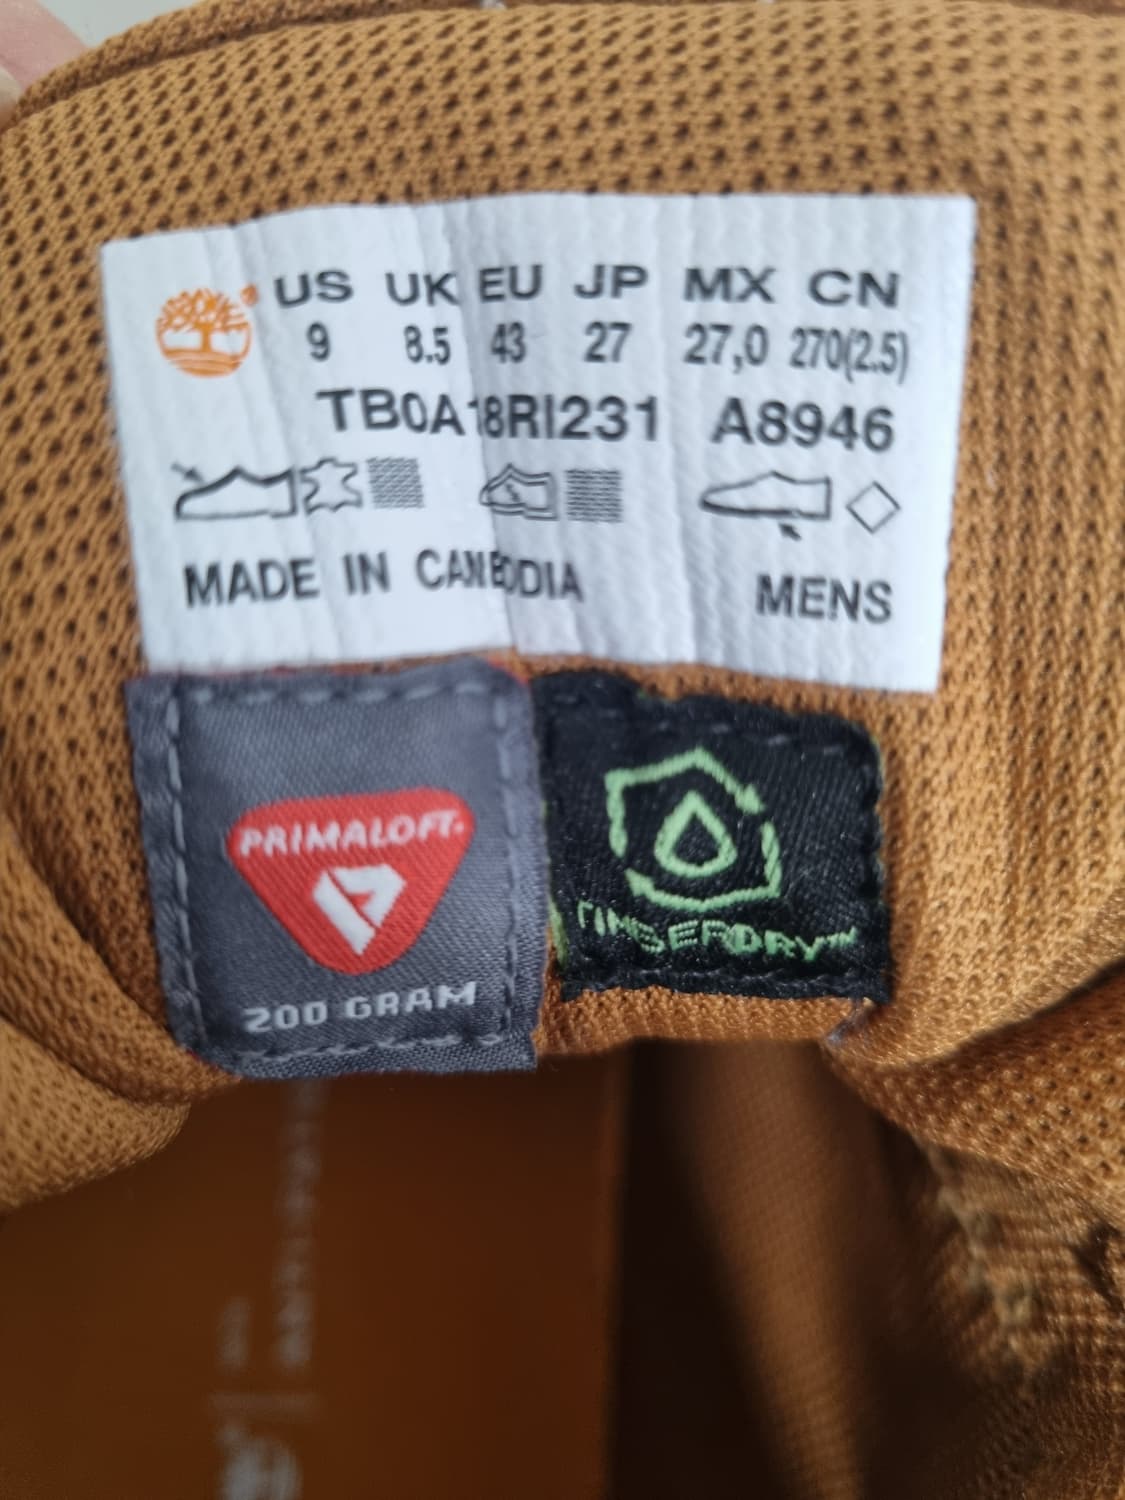 US UK EU JP MX CN
9 8.5 43 27 27,0 270(2.5)
TB0A18RI231 A8946
MADE IN CAMBODIA MENS
PRIMALOFT
200 GRAM
TIMBERDRY™